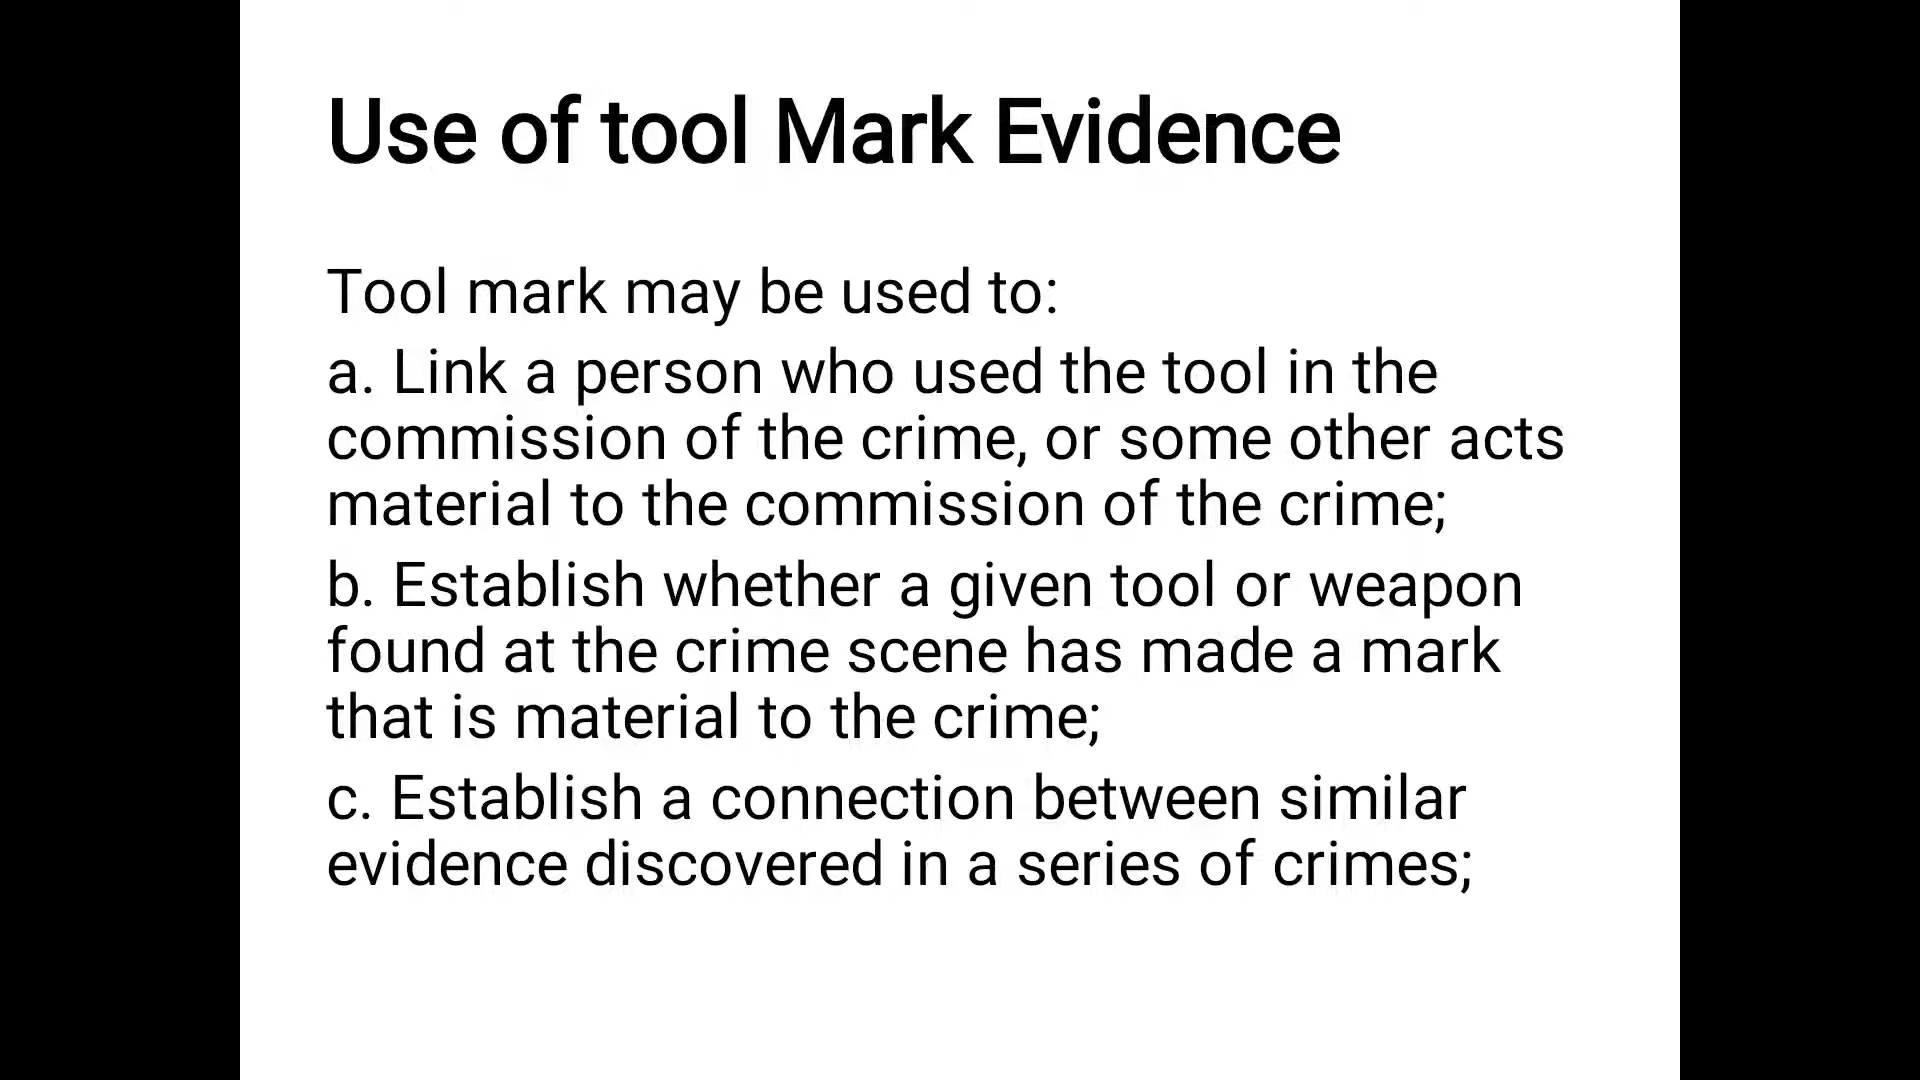 Use of tool Mark Evidence
Tool mark may be used to:
a. Link a person who used the tool in the
commission of the crime, or some other acts
material to the commission of the crime;
b. Establish whether a given tool or weapon
found at the crime scene has made a mark
that is material to the crime;
c. Establish a connection between similar
evidence discovered in a series of crimes;